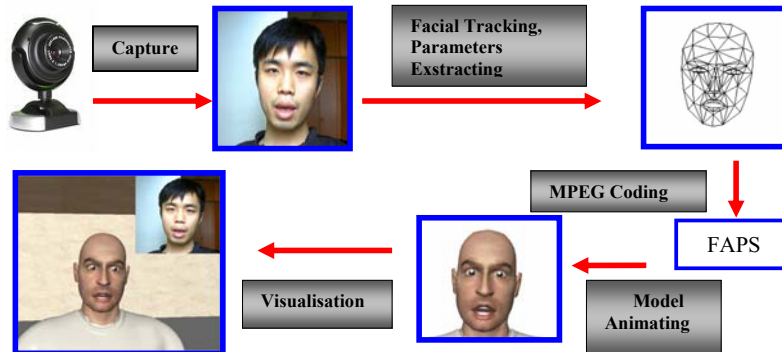 Capture
Facial Tracking,
Parameters
Exstracting
MPEG Coding
FAPS
Model
Animating
Visualisation